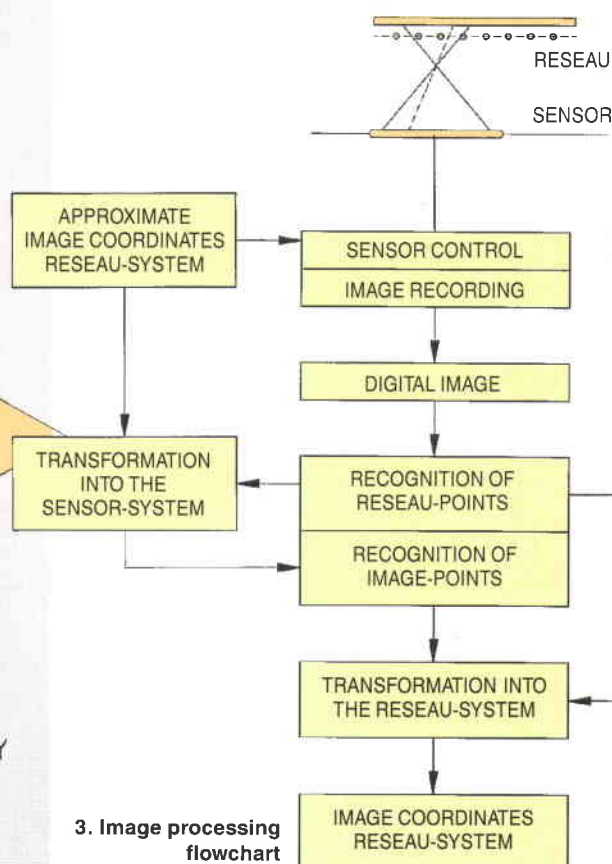 RESEAU
SENSOR
APPROXIMATE
IMAGE COORDINATES
RESEAU-SYSTEM
SENSOR CONTROL
IMAGE RECORDING
DIGITAL IMAGE
TRANSFORMATION
INTO THE
SENSOR-SYSTEM
RECOGNITION OF
RESEAU-POINTS
RECOGNITION OF
IMAGE-POINTS
TRANSFORMATION INTO
THE RESEAU-SYSTEM
IMAGE COORDINATES
RESEAU-SYSTEM
3. Image processing
flowchart